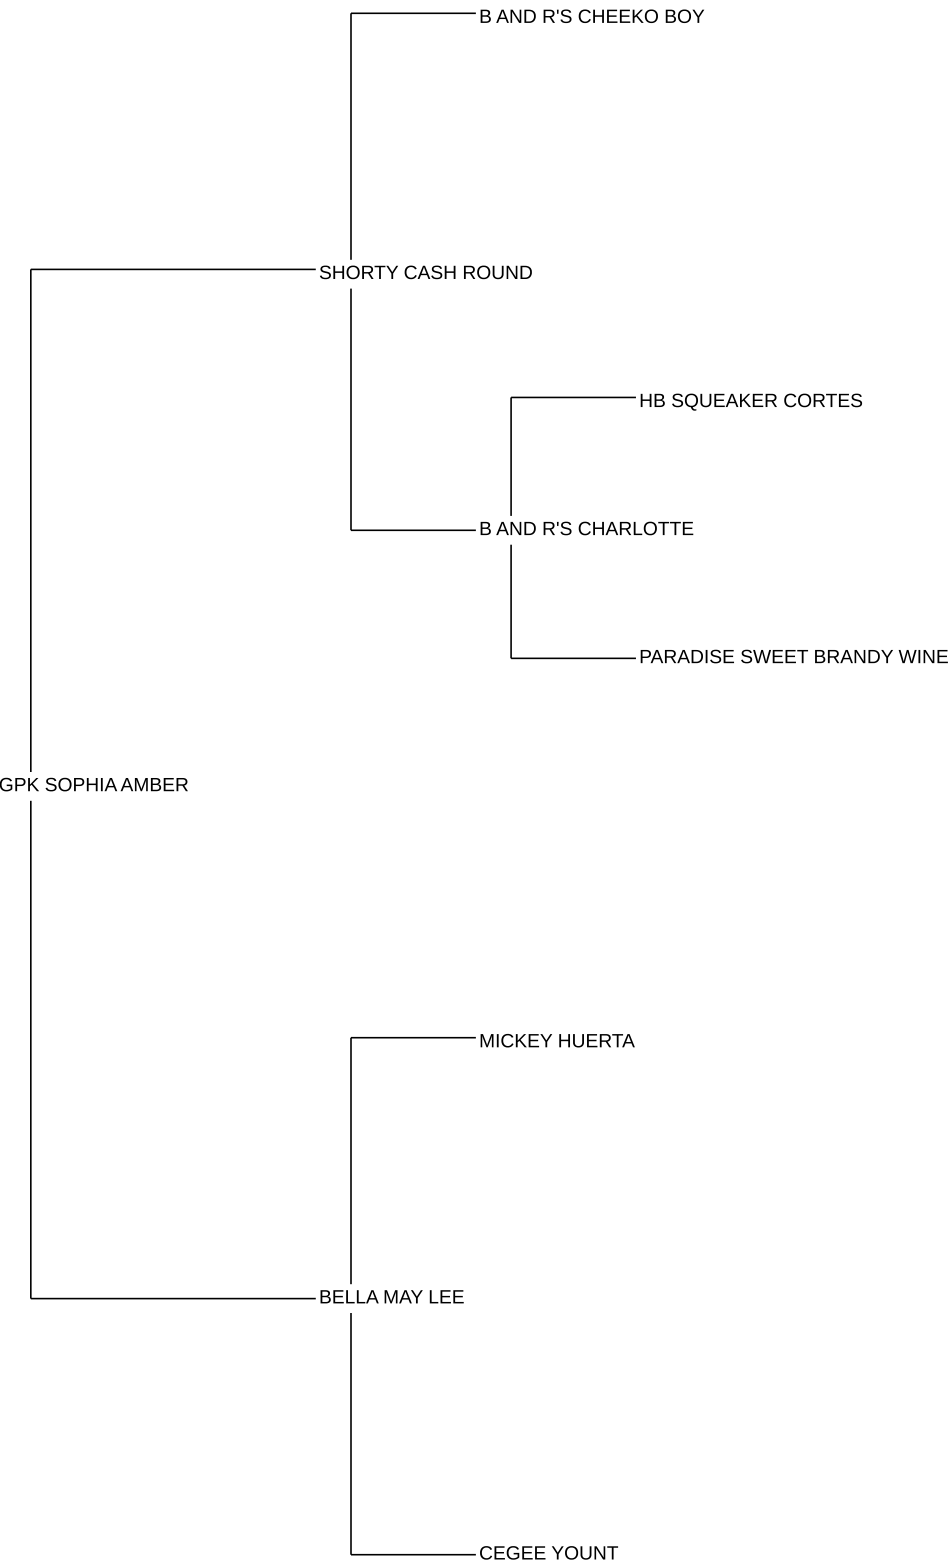 B AND R'S CHEEKO BOY
SHORTY CASH ROUND
HB SQUEAKER CORTES
B AND R'S CHARLOTTE
PARADISE SWEET BRANDY WINE
GPK SOPHIA AMBER
MICKEY HUERTA
BELLA MAY LEE
CEGEE YOUNT